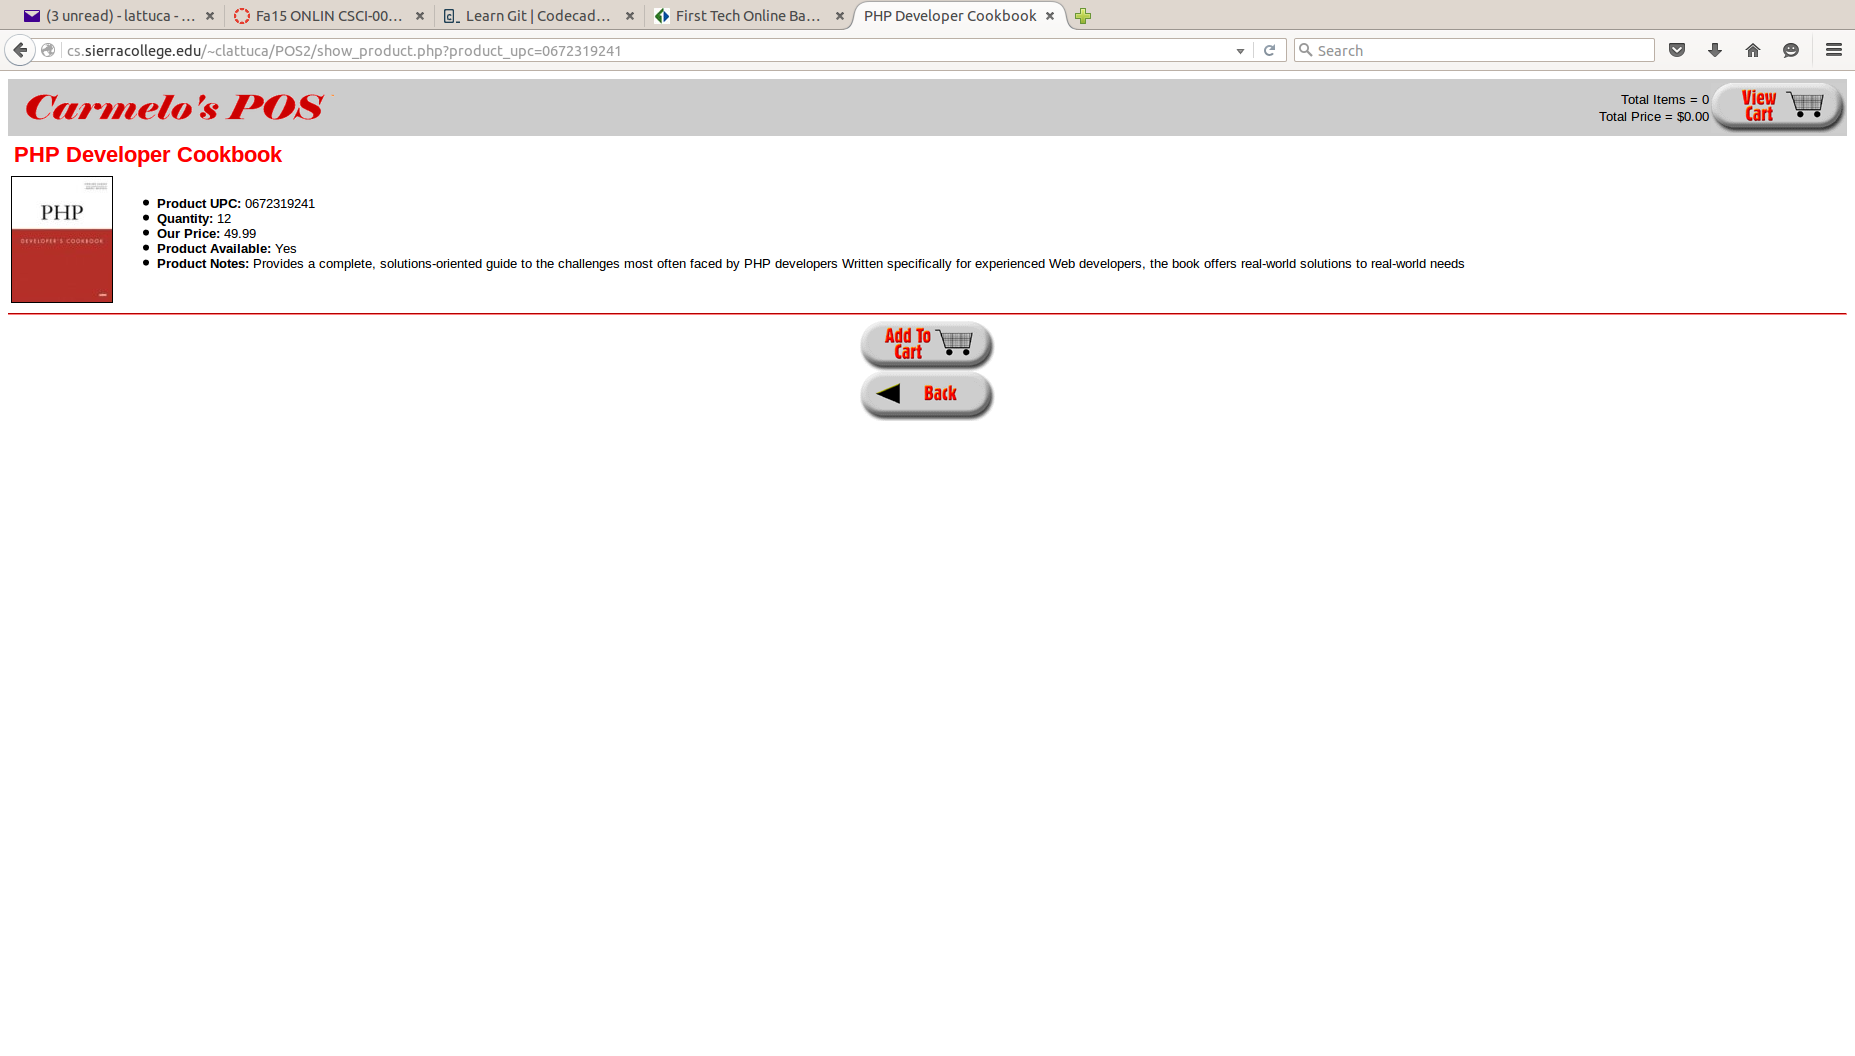 (3 unread) - lattuca - ...
Fa15 ONLIN CSCI-00...
Learn Git | Codecad...
First Tech Online Ba...
PHP Developer Cookbook
cs.sierracollege.edu/~clattuca/POS2/show_product.php?product_upc=0672319241
Search
Carmelo's POS
Total Items = 0
Total Price = $0.00
View
Cart
PHP Developer Cookbook
PHP
DEVELOPER'S COOKBOOK
Product UPC: 0672319241
Quantity: 12
Our Price: 49.99
Product Available: Yes
Product Notes: Provides a complete, solutions-oriented guide to the challenges most often faced by PHP developers Written specifically for experienced Web developers, the book offers real-world solutions to real-world needs
Add To
Cart
Back